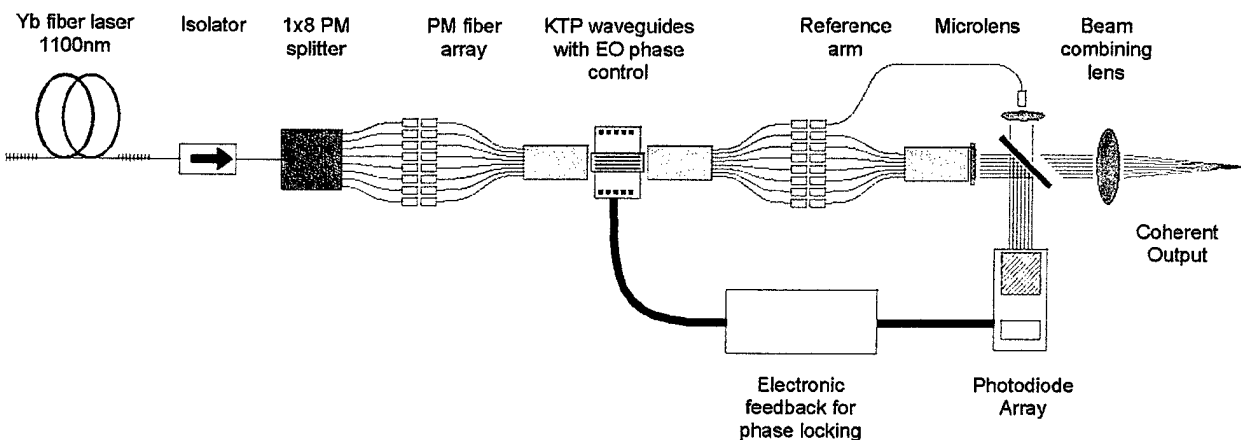 Yb fiber laser
1100nm
Isolator
1x8 PM
splitter
PM fiber
array
KTP waveguides
with EO phase
control
Reference
arm
Microlens
Beam
combining
lens
Coherent
Output
Electronic
feedback for
phase locking
Photodiode
Array